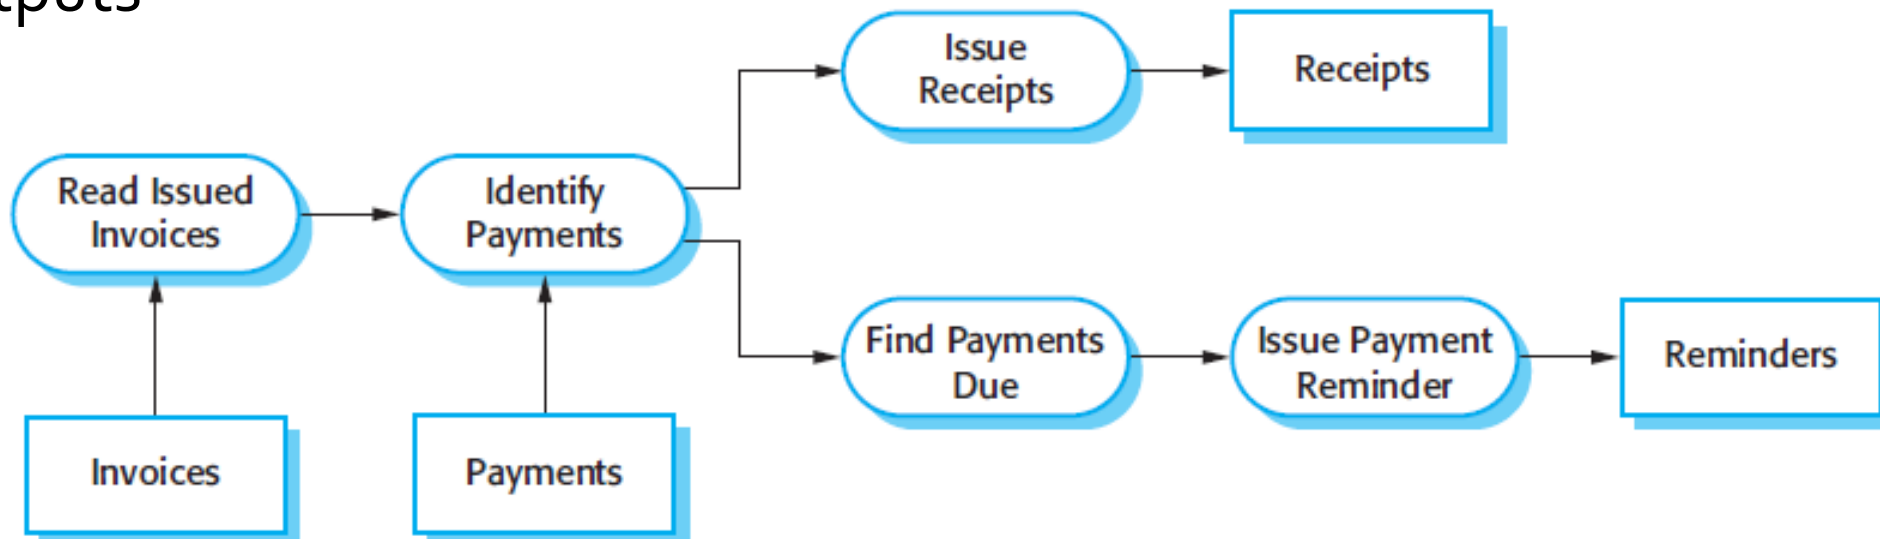 Issue
Receipts
Receipts
Read Issued
Invoices
Identify
Payments
Find Payments
Due
Issue Payment
Reminder
Reminders
Invoices
Payments